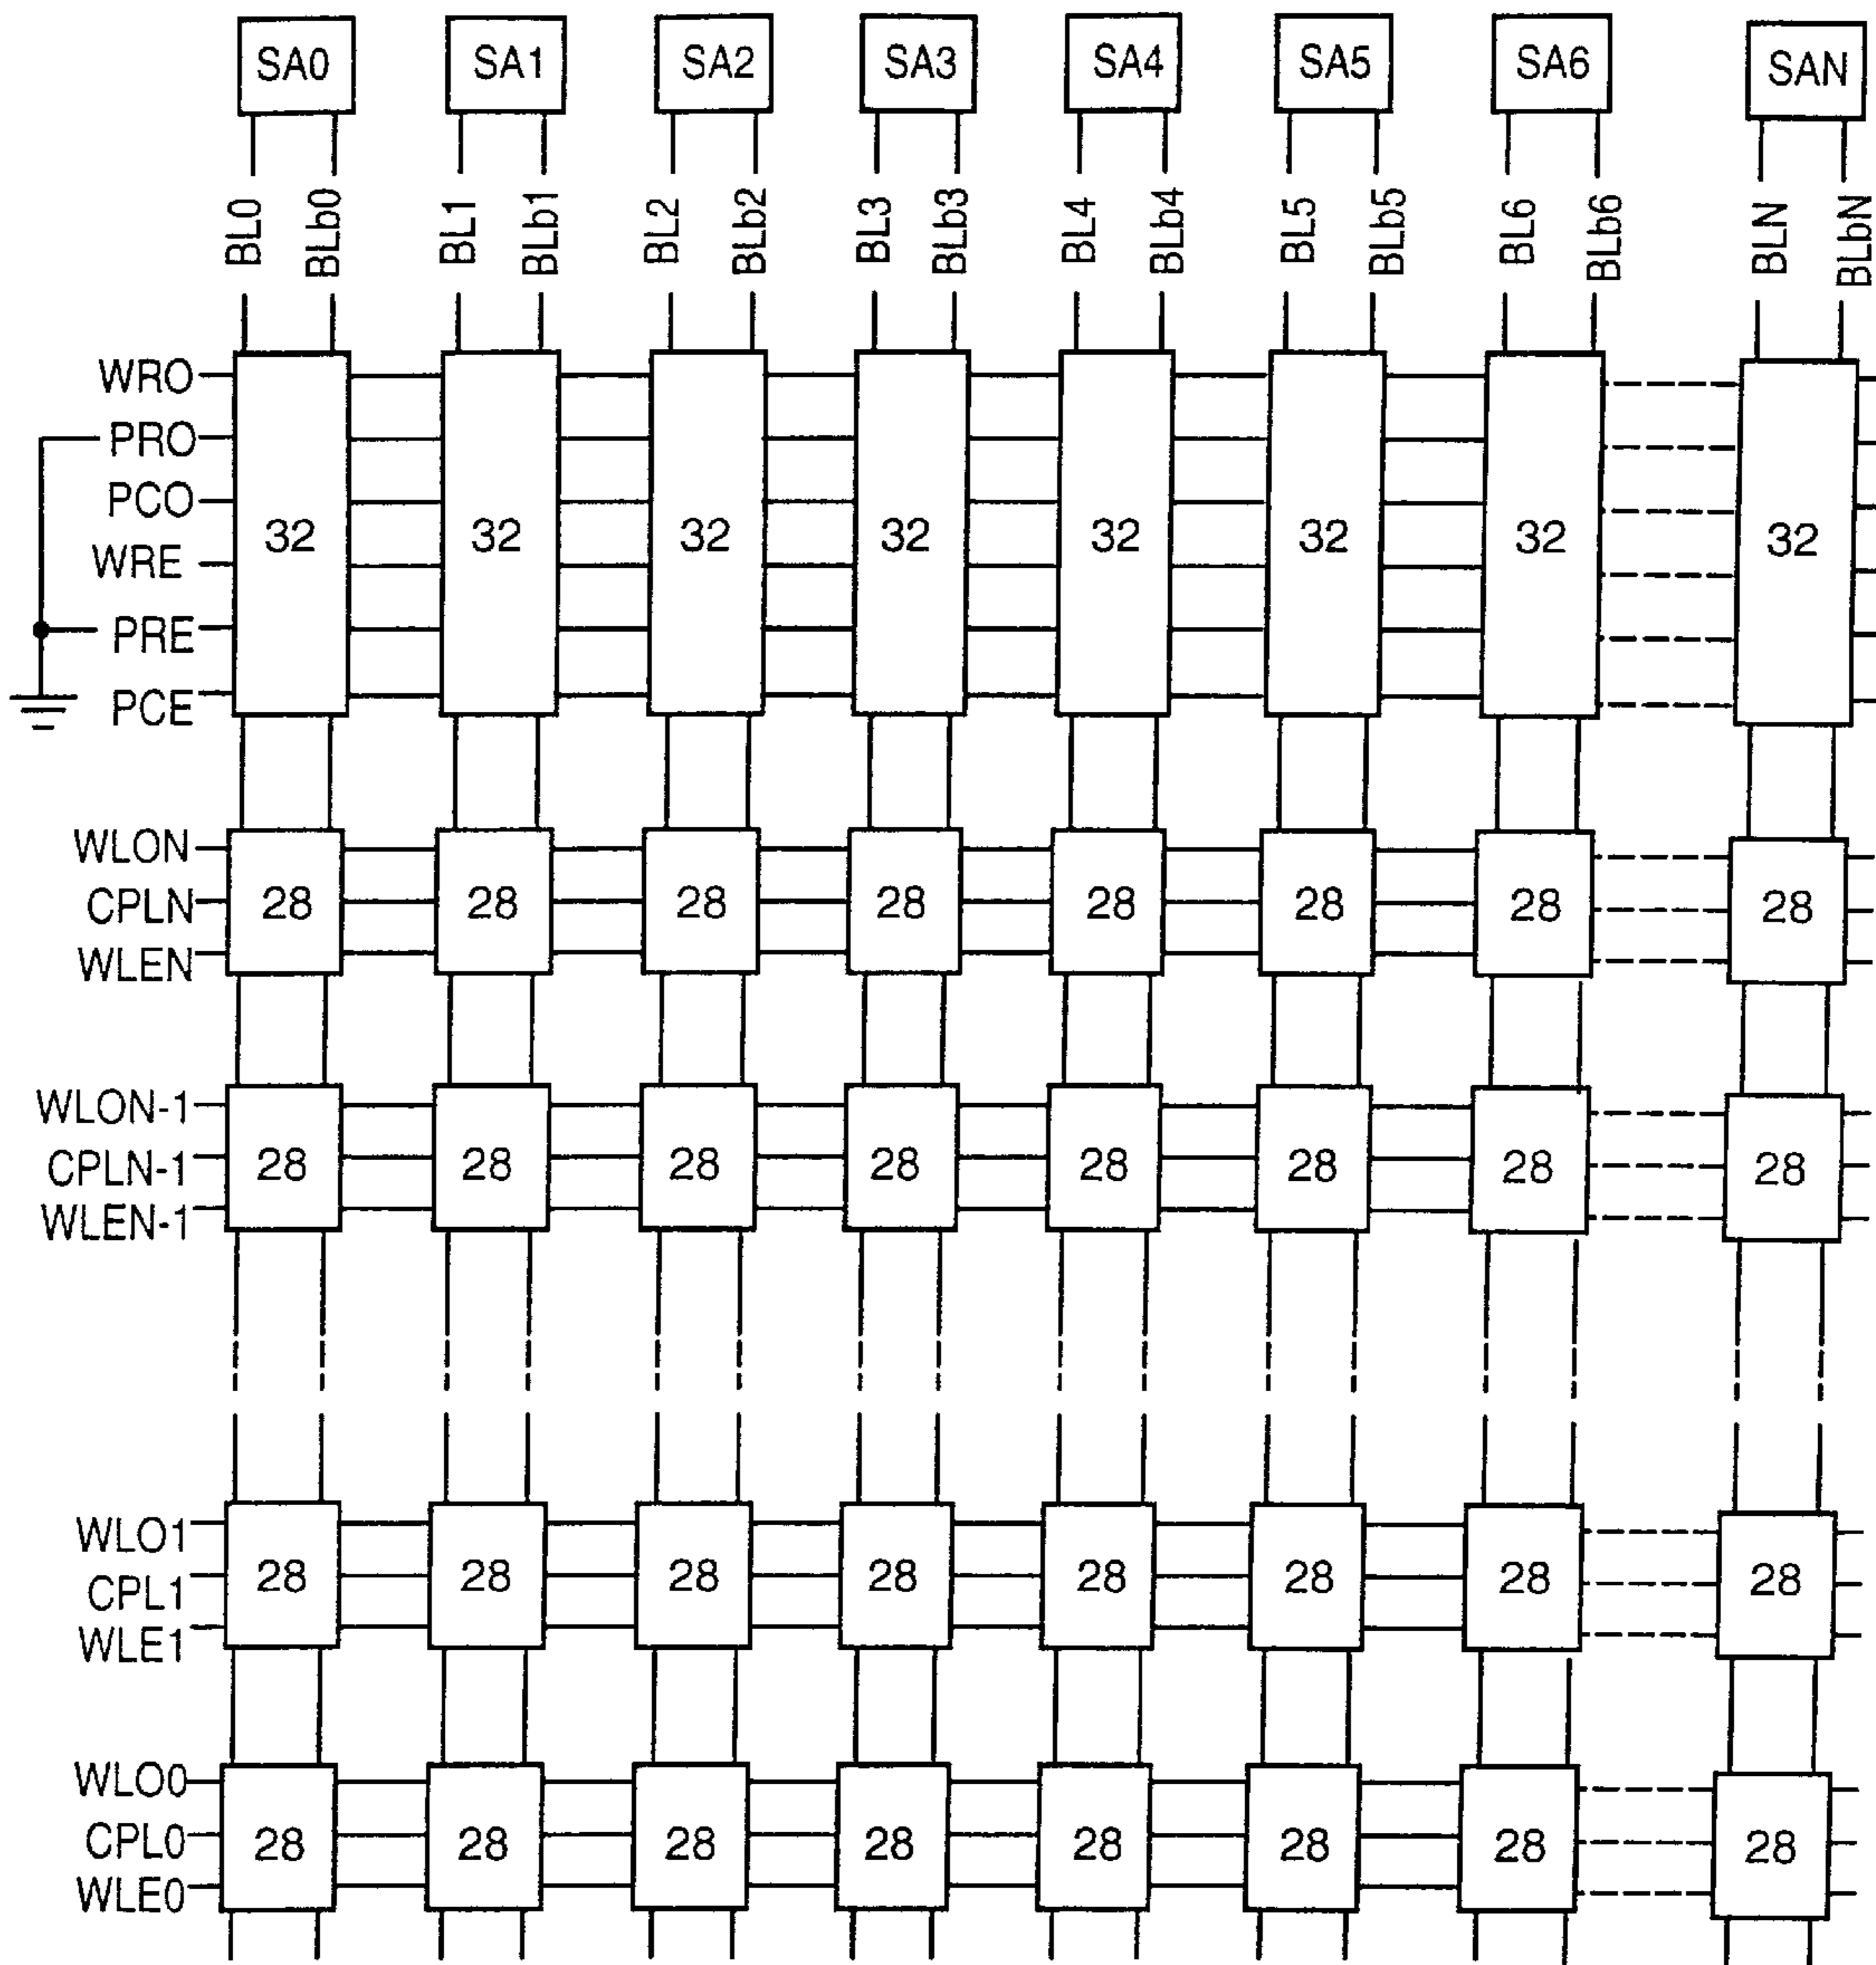 SA0 SA1 SA2 SA3 SA4 SA5 SA6 SAN
BL0 BLb0 BL1 BLb1 BL2 BLb2 BL3 BLb3 BL4 BLb4 BL5 BLb5 BL6 BLb6 BLN BLbN
WRO
PRO
PCO
32 32 32 32 32 32 32 32
WRE
PRE
PCE
WLON
CPLN 28 28 28 28 28 28 28 28
WLEN
WLON-1
CPLN-1 28 28 28 28 28 28 28 28
WLEN-1
WLO1
CPL1 28 28 28 28 28 28 28 28
WLE1
WLO0
CPL0 28 28 28 28 28 28 28 28
WLE0